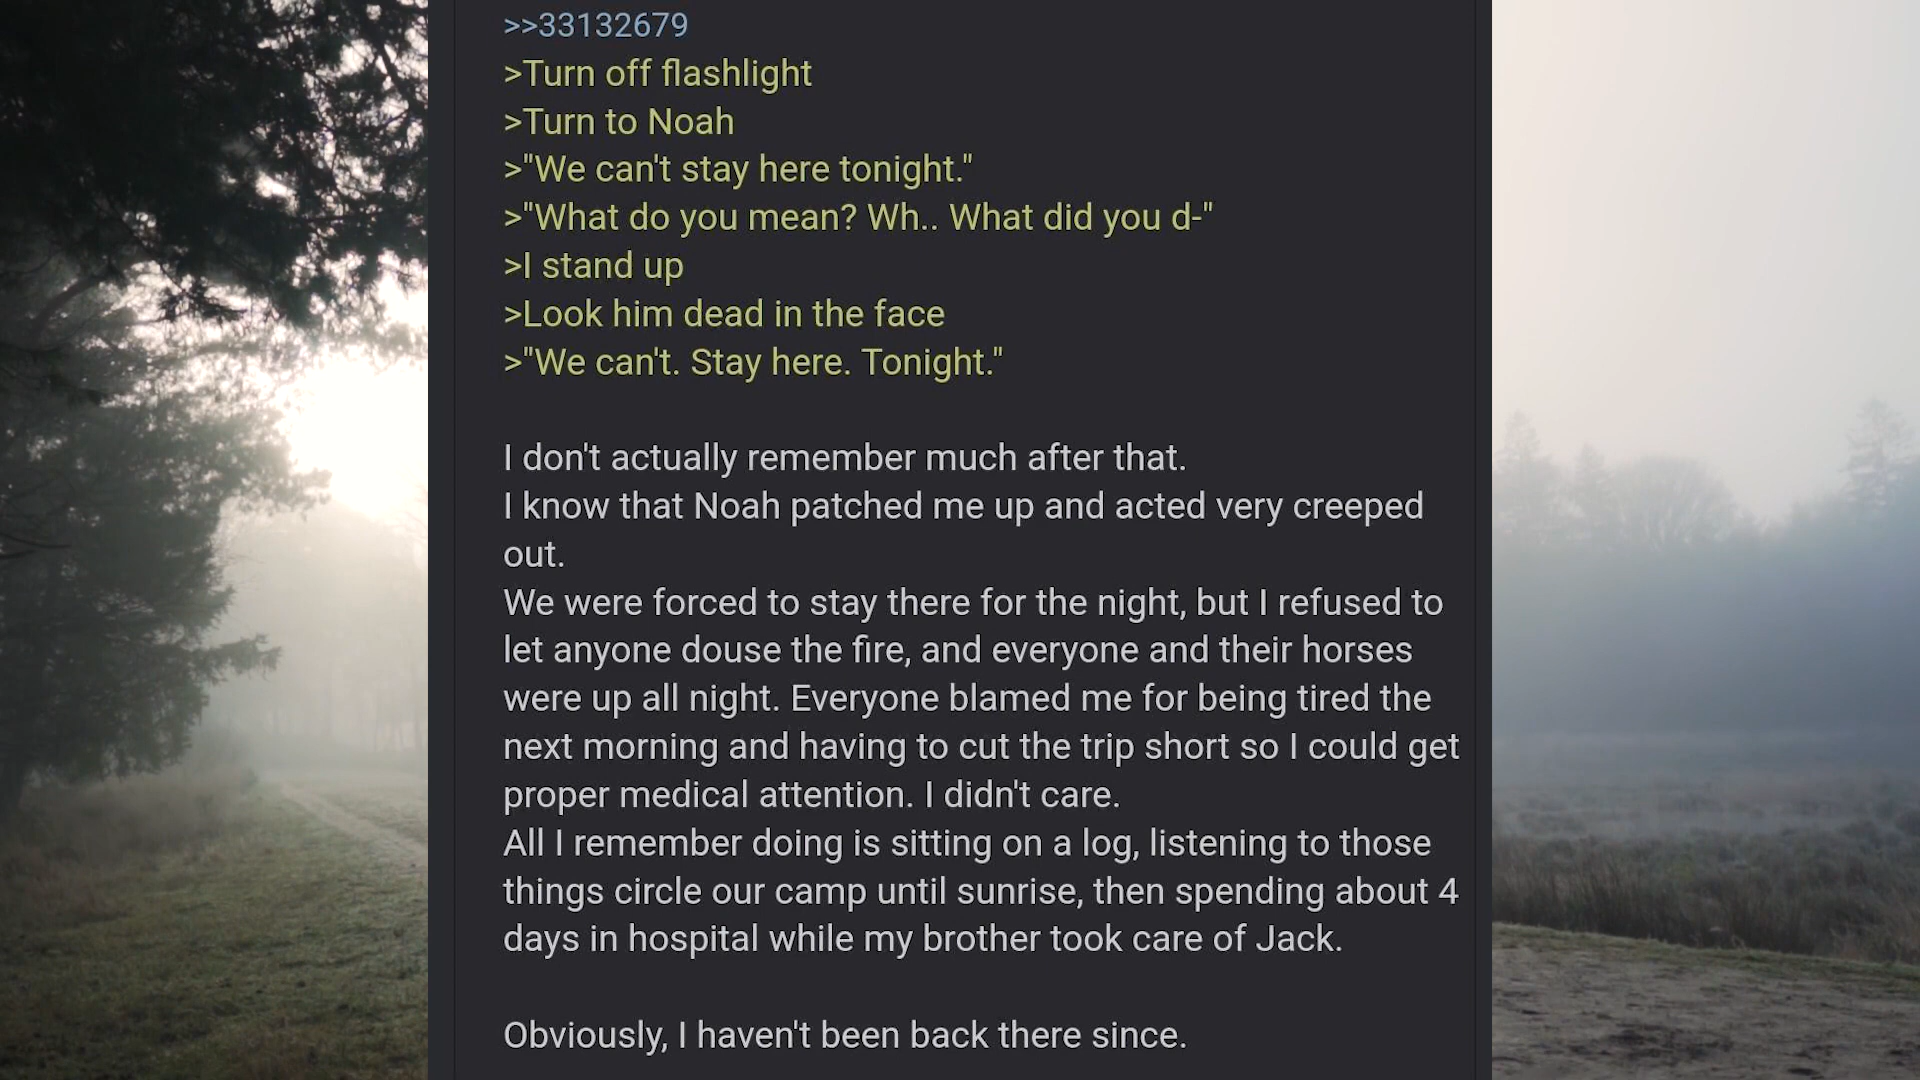 >>33132679
>Turn off flashlight
>Turn to Noah
>"We can't stay here tonight."
>"What do you mean? Wh.. What did you d-"
>I stand up
>Look him dead in the face
>"We can't. Stay here. Tonight."
I don't actually remember much after that.
I know that Noah patched me up and acted very creeped
out.
We were forced to stay there for the night, but I refused to
let anyone douse the fire, and everyone and their horses
were up all night. Everyone blamed me for being tired the
next morning and having to cut the trip short so I could get
proper medical attention. I didn't care.
All I remember doing is sitting on a log, listening to those
things circle our camp until sunrise, then spending about 4
days in hospital while my brother took care of Jack.
Obviously, I haven't been back there since.